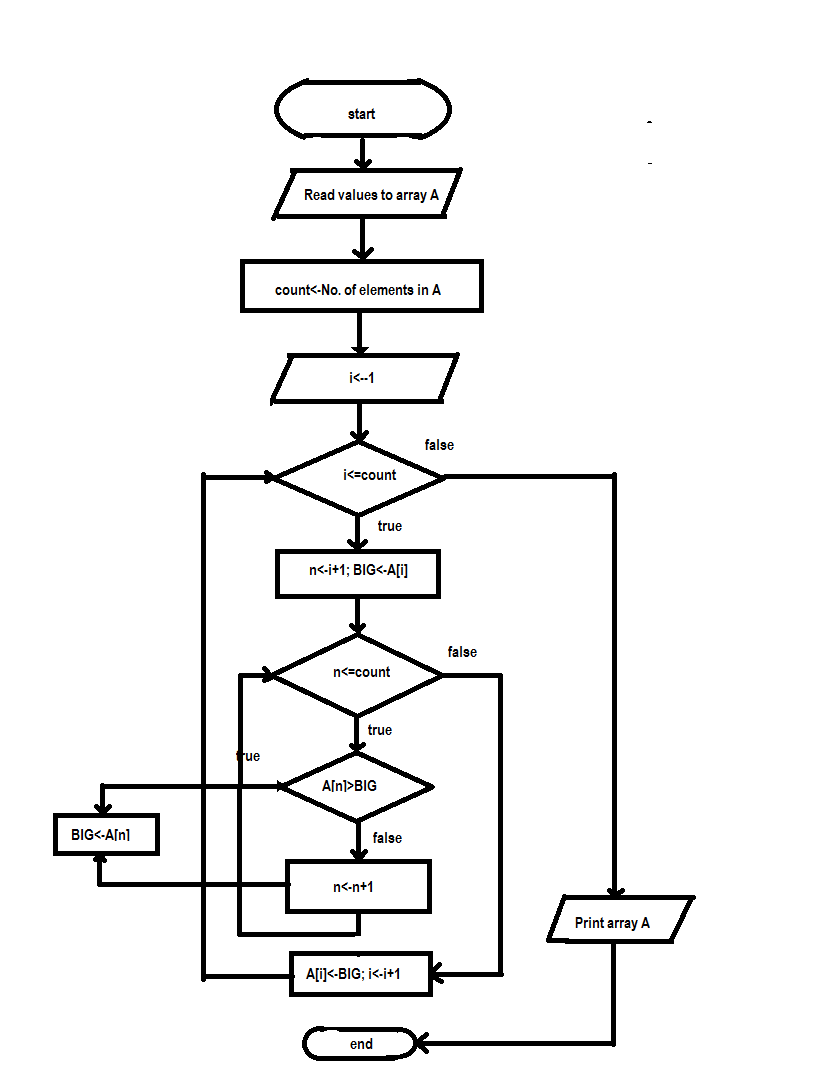 start
Read values to array A
count<-No. of elements in A
i<--1
false
i<=count
true
n<-i+1; BIG<-A[i]
false
n<=count
true
true
A[n]>BIG
BIG<-A[n]
false
n<-n+1
Print array A
A[i]<-BIG; i<-i+1
end